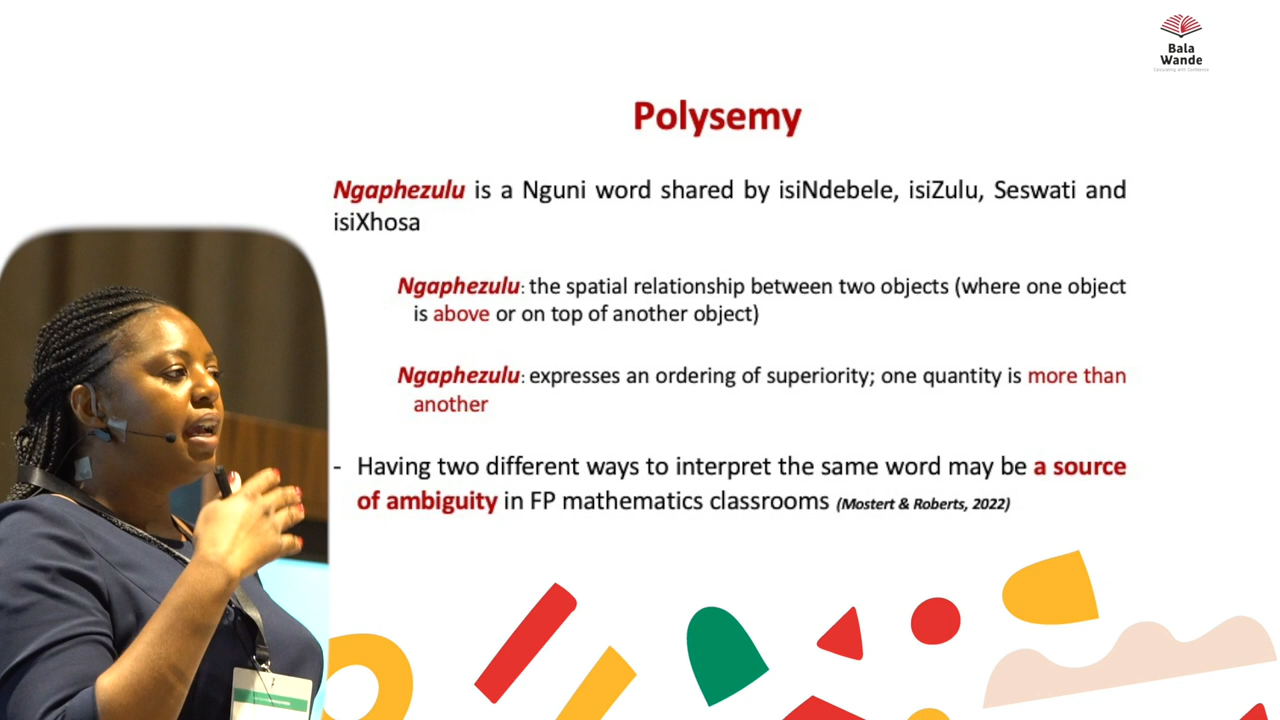 Bala
Wande
Calculating with Confidence
Polysemy
Ngaphezulu is a Nguni word shared by isiNdebele, isiZulu, Seswati and
isiXhosa
Ngaphezulu: the spatial relationship between two objects (where one object
is above or on top of another object)
Ngaphezulu: expresses an ordering of superiority; one quantity is more than
another
- Having two different ways to interpret the same word may be a source
of ambiguity in FP mathematics classrooms (Mostert & Roberts, 2022)